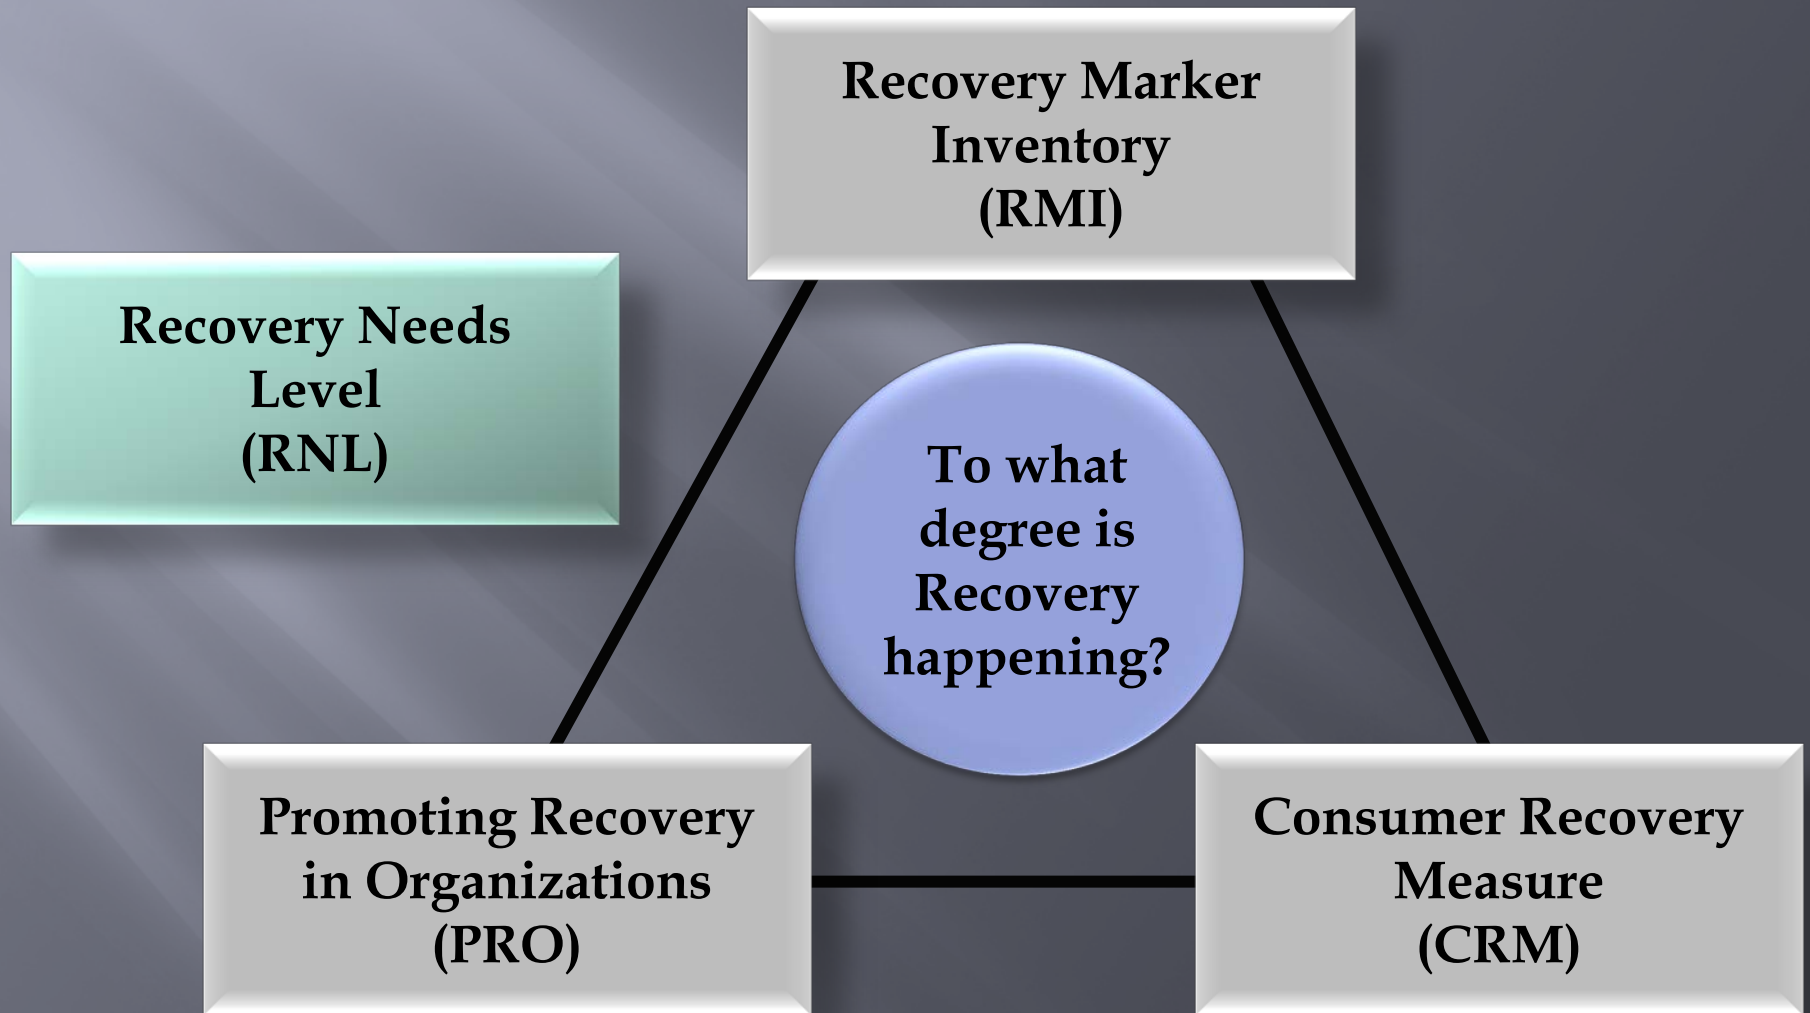 Recovery Marker
Inventory
(RMI)
Recovery Needs
Level
(RNL)
To what
degree is
Recovery
happening?
Promoting Recovery
in Organizations
(PRO)
Consumer Recovery
Measure
(CRM)